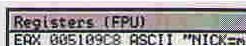 Registers (FPU)
EAX 005109C8 ASCII "NICK=